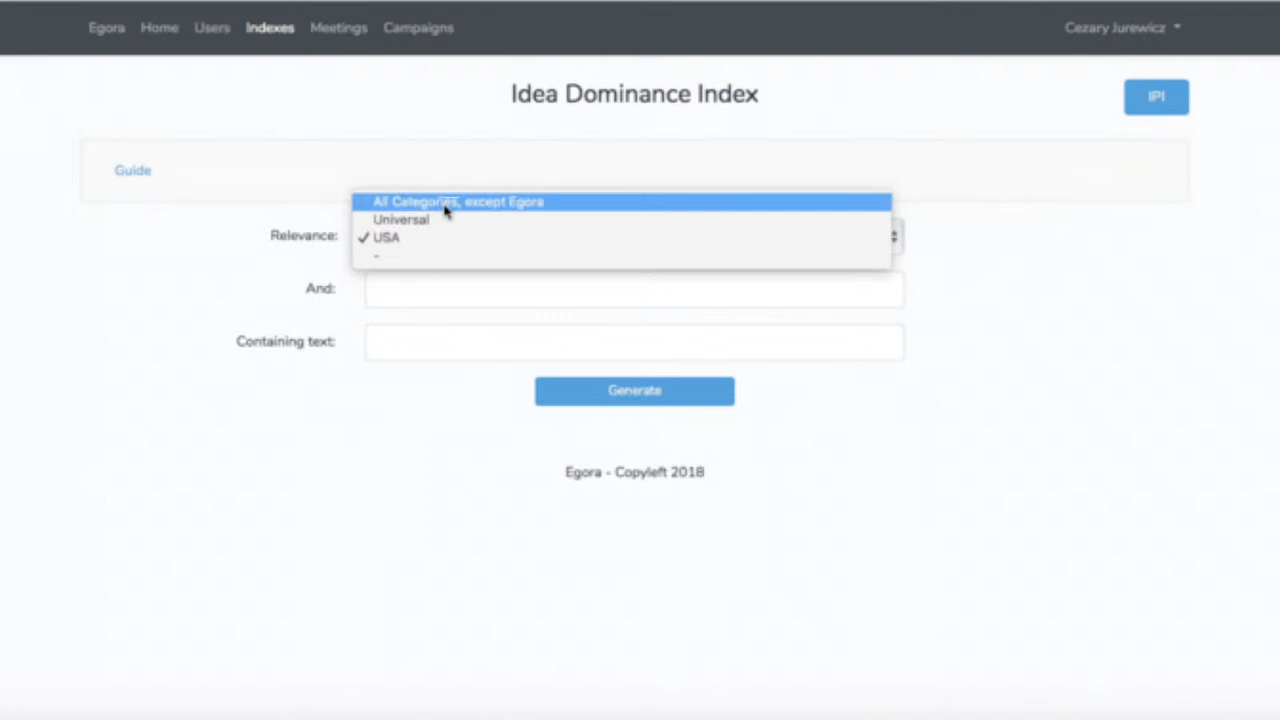 Egora Home Users Indexes Meetings Campaigns Cezary Jurewicz
Idea Dominance Index
IPI
Guide
All Categories, except Egora
Universal
Relevance: ✓ USA
-
And:
Containing text:
Generate
Egora - Copyleft 2018